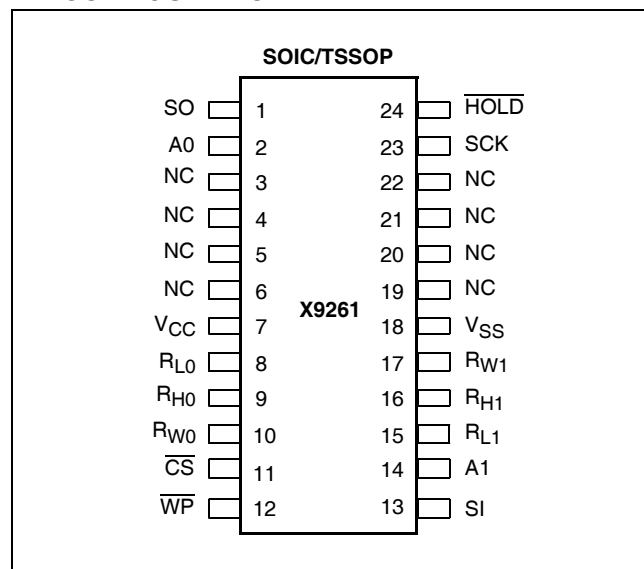 SOIC/TSSOP
SO 1 24 HOLD
A0 2 23 SCK
NC 3 22 NC
NC 4 21 NC
NC 5 20 NC
NC 6 19 NC
X9261
VCC 7 18 VSS
RL0 8 17 RW1
RH0 9 16 RH1
RW0 10 15 RL1
CS 11 14 A1
WP 12 13 SI